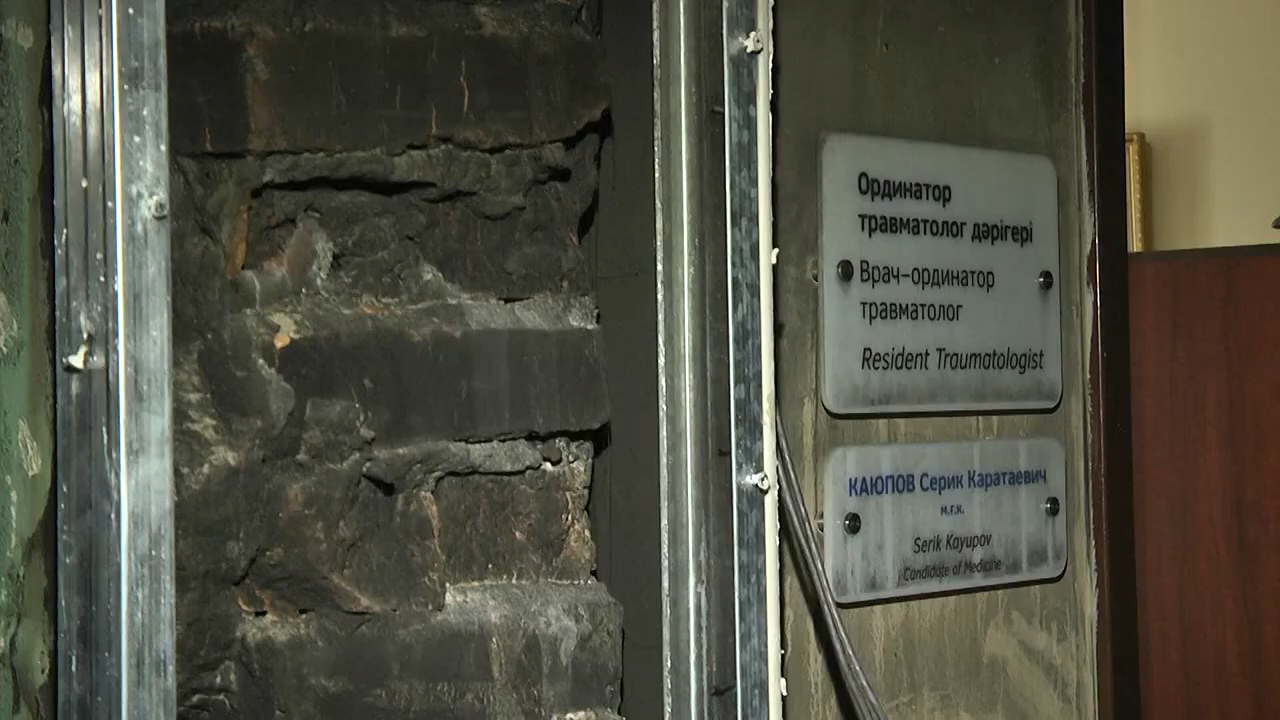 Ординатор
травматолог дәрігері
Врач-ординатор
травматолог
Resident Traumatologist
КАЮПОВ Серик Каратаевич
м.ғ.к.
Serik Kayupov
Candidate of Medicine